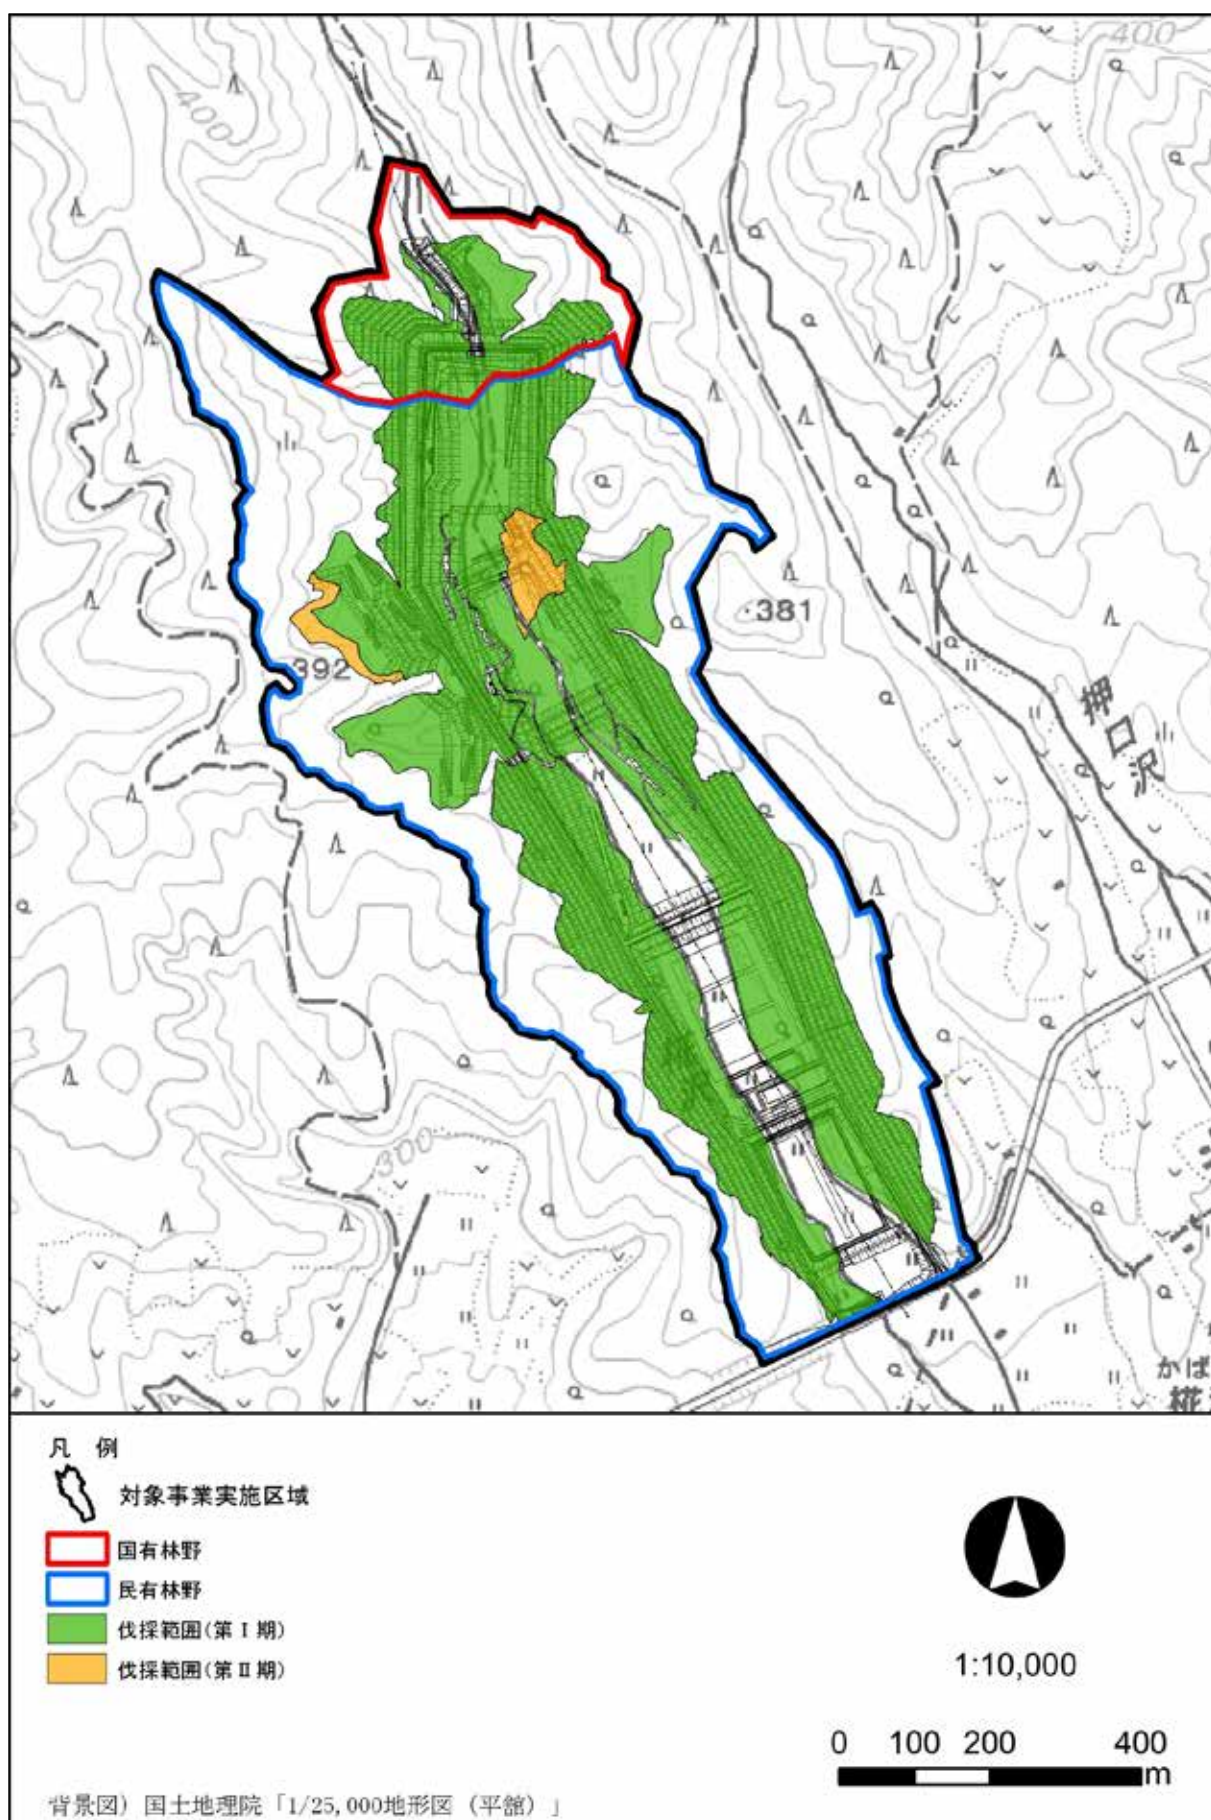 400
400
392
381
押口沢
300
かば
凡 例
対象事業実施区域
国有林野
民有林野
伐採範囲(第Ⅰ期)
伐採範囲(第Ⅱ期)
1:10,000
0 100 200 400
m
背景図) 国土地理院「1/25,000地形図 (平舘)」